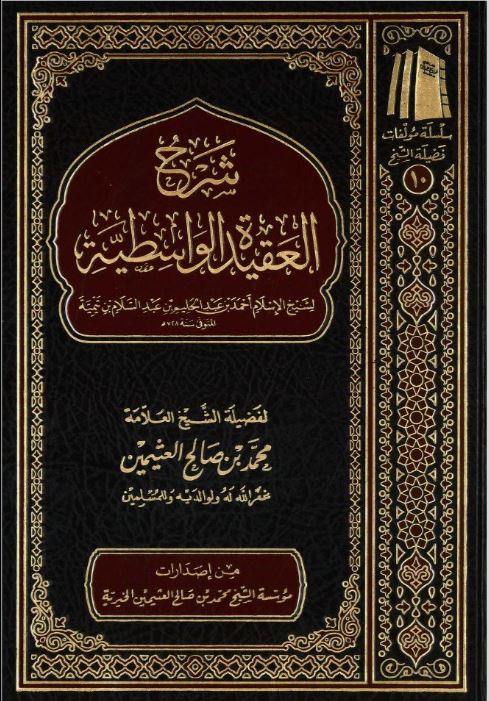 سلسلة مؤلفات
فضيلة الشيخ
١٠
شرح
العقيدة الواسطية
لشيخ الإسلام أحمد بن عبد الحليم بن عبد السلام بن تيمية
المتوفى سنة ٧٢٨ھ
لفضيلة الشيخ العلامة
محمد بن صالح العثيمين
غفر الله له ولوالديه وللمسلمين
من إصدارات
مؤسسة الشيخ محمد بن صالح العثيمين الخيرية